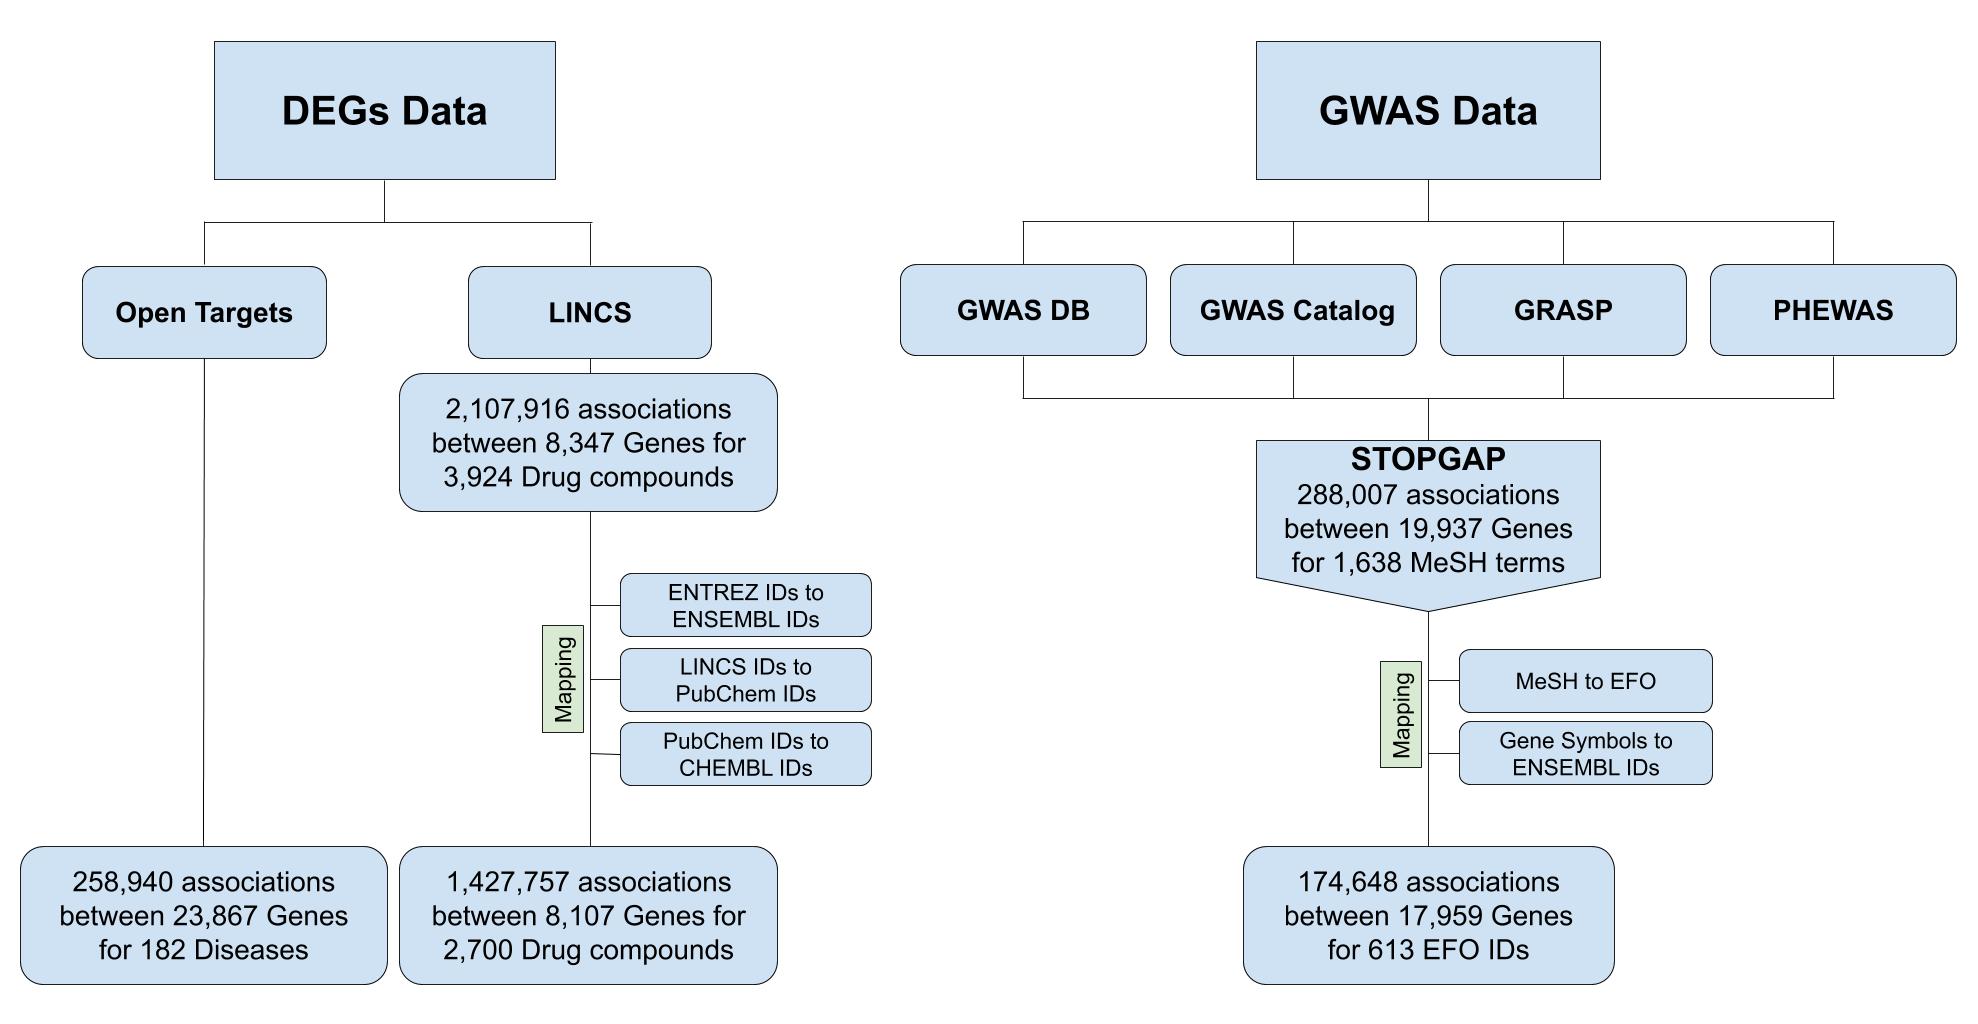 DEGs Data
Open Targets
LINCS
2,107,916 associations
between 8,347 Genes for
3,924 Drug compounds
Mapping
ENTREZ IDs to
ENSEMBL IDs
LINCS IDs to
PubChem IDs
PubChem IDs to
CHEMBL IDs
258,940 associations
between 23,867 Genes
for 182 Diseases
1,427,757 associations
between 8,107 Genes for
2,700 Drug compounds
GWAS Data
GWAS DB
GWAS Catalog
GRASP
PHEWAS
STOPGAP
288,007 associations
between 19,937 Genes
for 1,638 MeSH terms
Mapping
MeSH to EFO
Gene Symbols to
ENSEMBL IDs
174,648 associations
between 17,959 Genes
for 613 EFO IDs